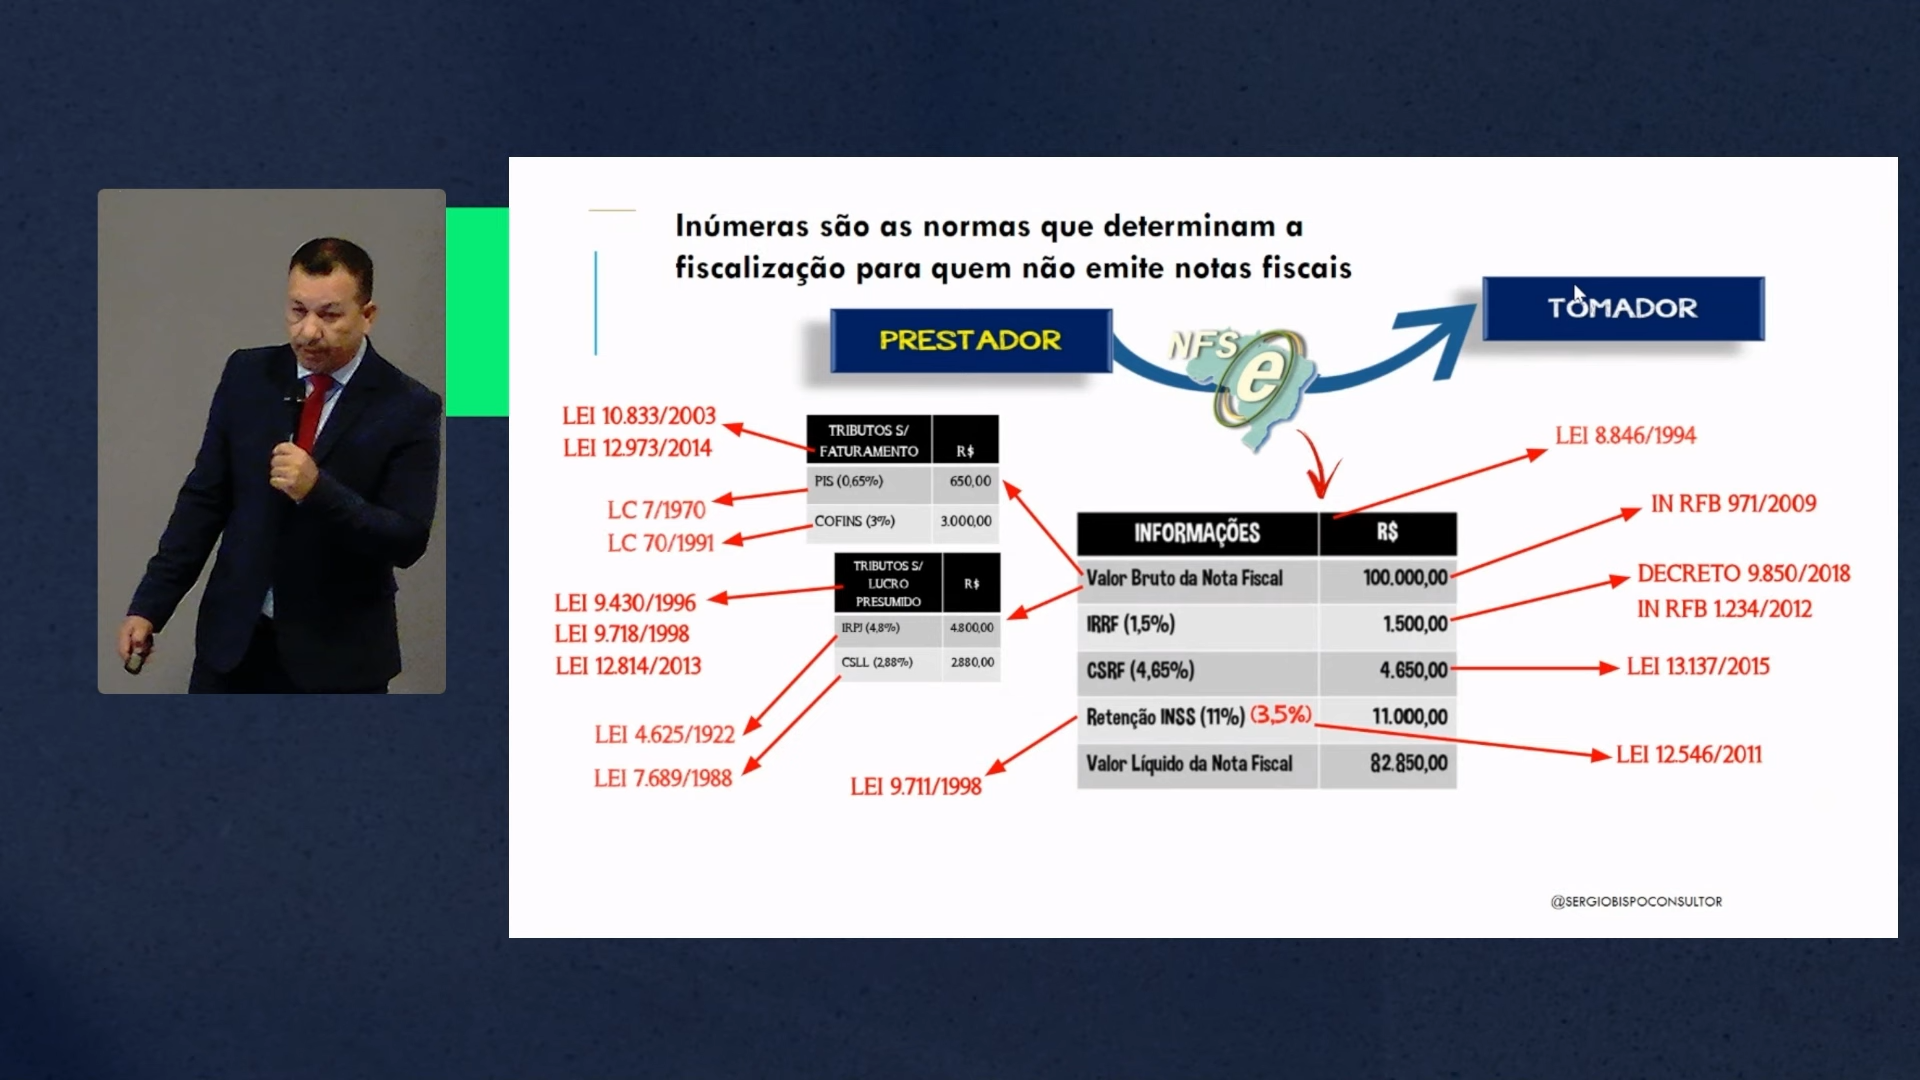 Inúmeras são as normas que determinam a
fiscalização para quem não emite notas fiscais
PRESTADOR
NFS
e
TOMADOR
LEI 10.833/2003
LEI 12.973/2014
LC 7/1970
LC 70/1991
TRIBUTOS S/
FATURAMENTO R$
PIS (0,65%) 650,00
COFINS (3%) 3.000,00
LEI 9.430/1996
LEI 9.718/1998
LEI 12.814/2013
TRIBUTOS S/
LUCRO
PRESUMIDO R$
IRPJ (4,8%) 4.800,00
CSLL (2,88%) 2.880,00
LEI 4.625/1922
LEI 7.689/1988
LEI 9.711/1998
INFORMAÇÕES R$
Valor Bruto da Nota Fiscal 100.000,00
IRRF (1,5%) 1.500,00
CSRF (4,65%) 4.650,00
Retenção INSS (11%) (3,5%) 11.000,00
Valor Líquido da Nota Fiscal 82.850,00
LEI 8.846/1994
IN RFB 971/2009
DECRETO 9.850/2018
IN RFB 1.234/2012
LEI 13.137/2015
LEI 12.546/2011
@SERGIOBISPOCONSULTOR